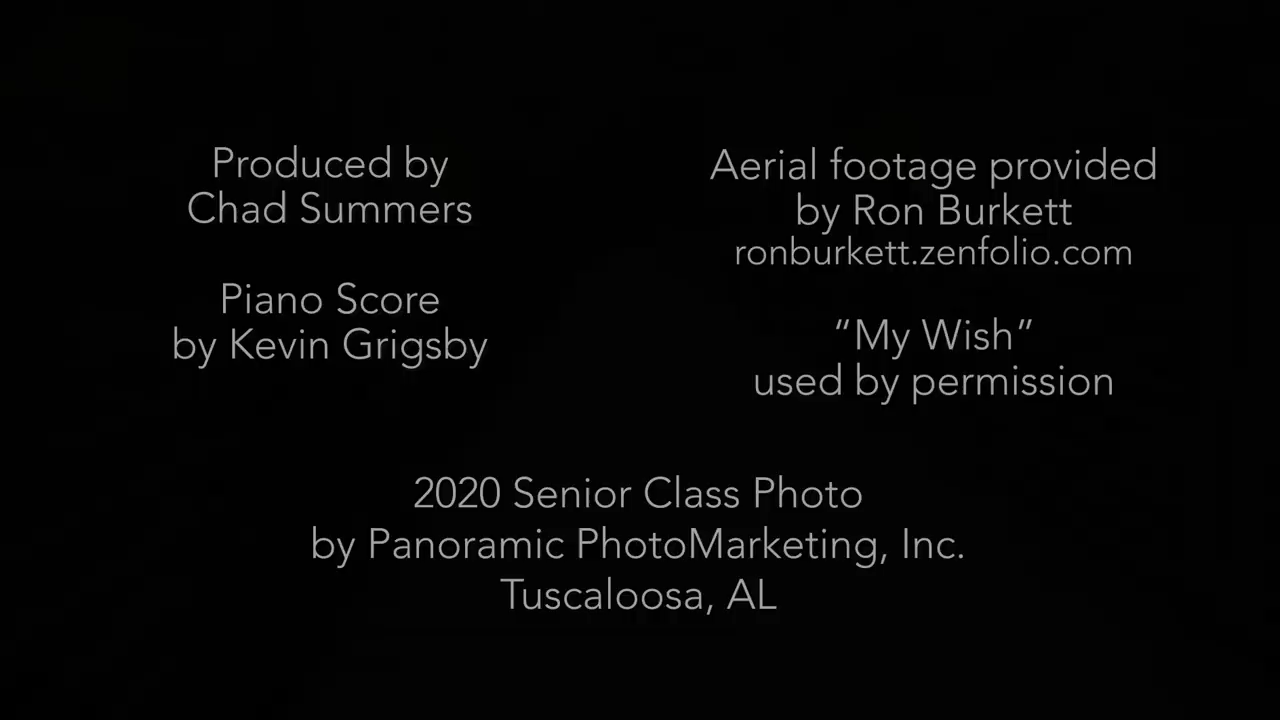 Produced by
Chad Summers
Piano Score
by Kevin Grigsby
Aerial footage provided
by Ron Burkett
ronburkett.zenfolio.com
“My Wish”
used by permission
2020 Senior Class Photo
by Panoramic PhotoMarketing, Inc.
Tuscaloosa, AL